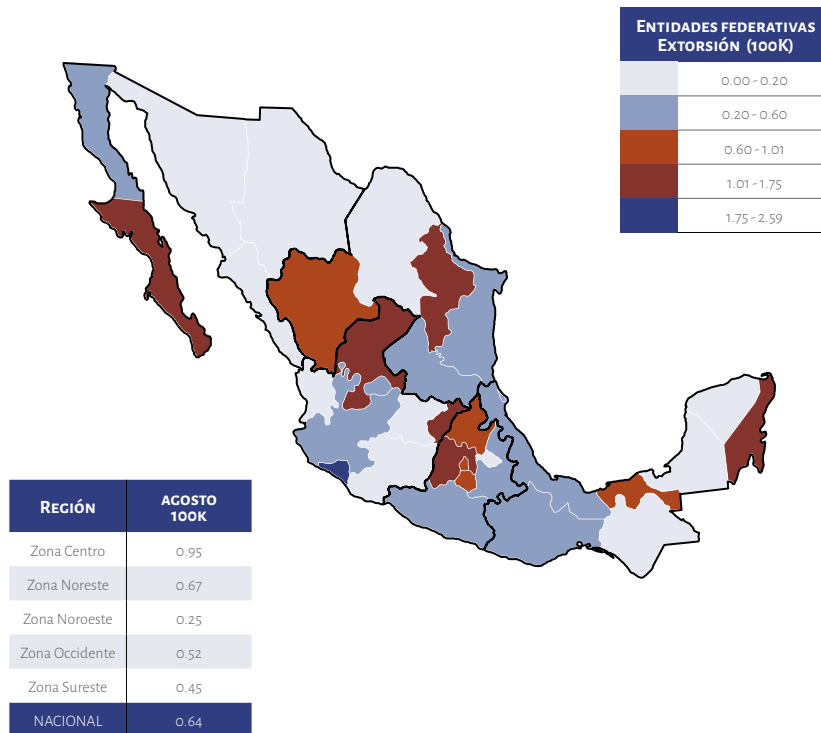 ENTIDADES FEDERATIVAS
EXTORSIÓN (100K)
0.00 - 0.20
0.20 - 0.60
0.60 - 1.01
1.01 - 1.75
1.75 - 2.59
REGIÓN AGOSTO 100K
Zona Centro 0.95
Zona Noreste 0.67
Zona Noroeste 0.25
Zona Occidente 0.52
Zona Sureste 0.45
NACIONAL 0.64